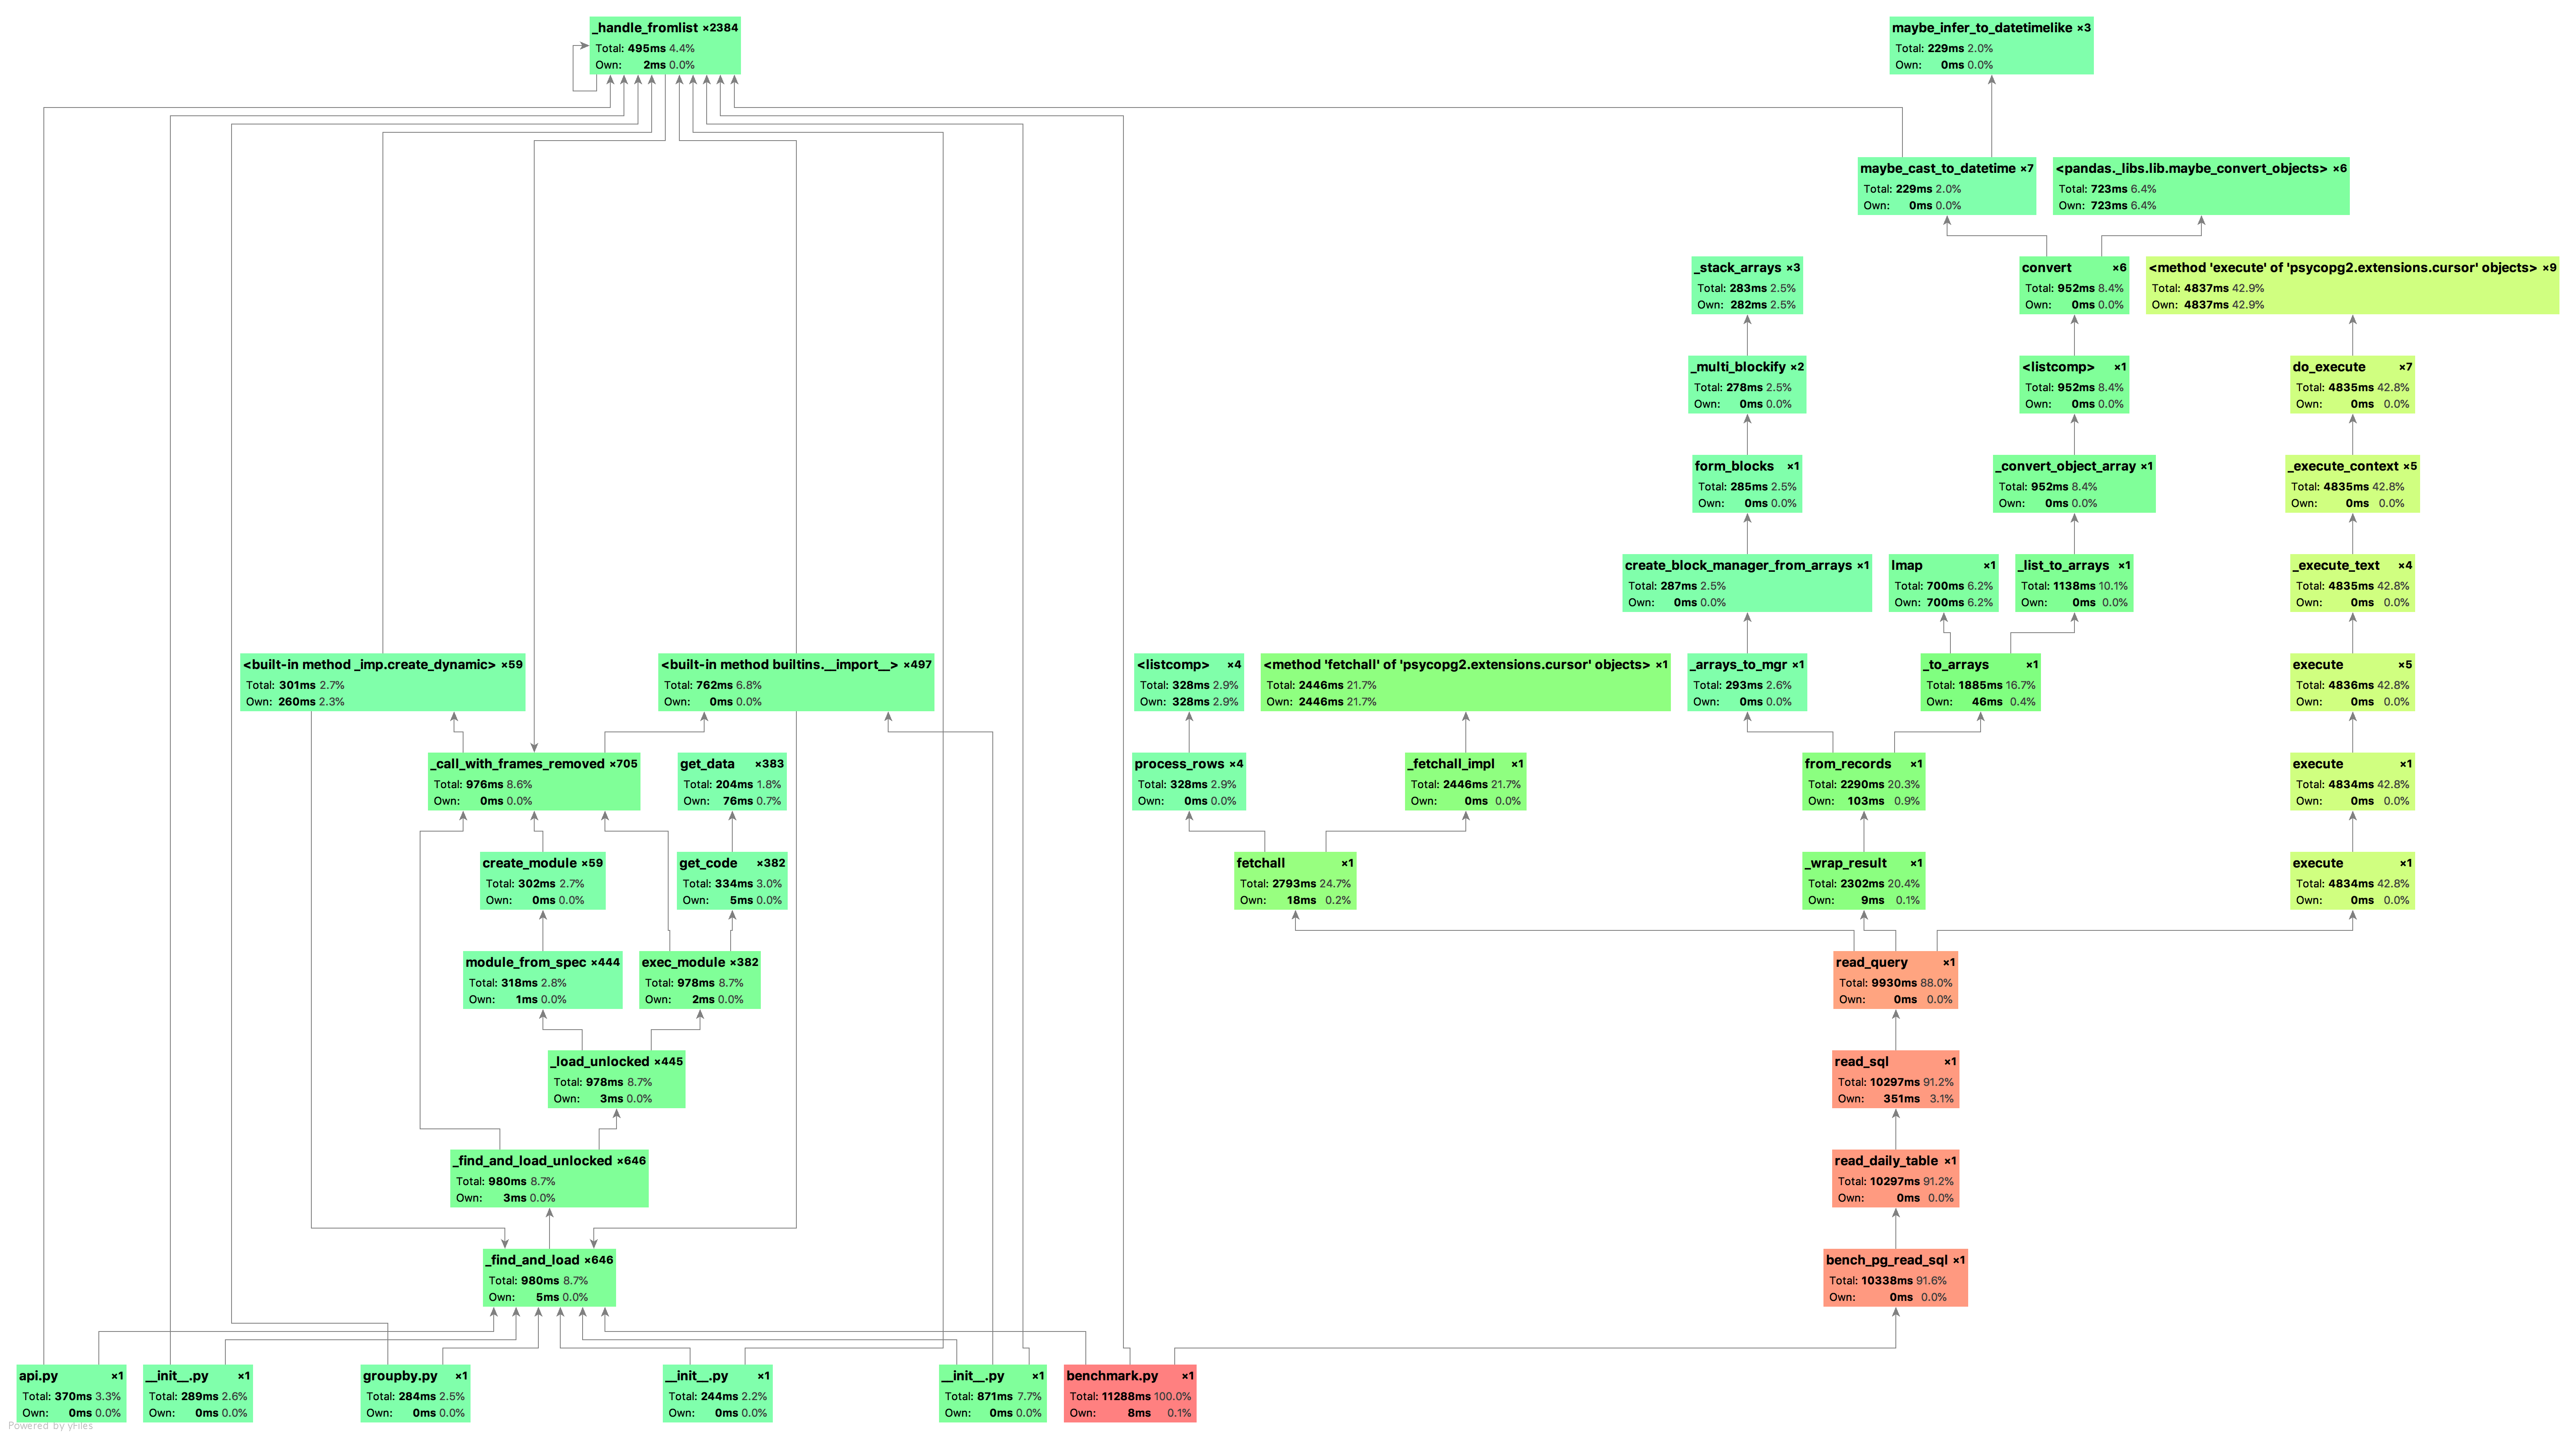 _handle_fromlist ×2384
Total: 495ms 4.4%
Own: 2ms 0.0%
maybe_infer_to_datetimelike ×3
Total: 229ms 2.0%
Own: 0ms 0.0%
maybe_cast_to_datetime ×7
Total: 229ms 2.0%
Own: 0ms 0.0%
<pandas._libs.lib.maybe_convert_objects> ×6
Total: 723ms 6.4%
Own: 723ms 6.4%
_stack_arrays ×3
Total: 283ms 2.5%
Own: 282ms 2.5%
convert ×6
Total: 952ms 8.4%
Own: 0ms 0.0%
<method 'execute' of 'psycopg2.extensions.cursor' objects> ×9
Total: 4837ms 42.9%
Own: 4837ms 42.9%
_multi_blockify ×2
Total: 278ms 2.5%
Own: 0ms 0.0%
<listcomp> ×1
Total: 952ms 8.4%
Own: 0ms 0.0%
do_execute ×7
Total: 4835ms 42.8%
Own: 0ms 0.0%
form_blocks ×1
Total: 285ms 2.5%
Own: 0ms 0.0%
_convert_object_array ×1
Total: 952ms 8.4%
Own: 0ms 0.0%
_execute_context ×5
Total: 4835ms 42.8%
Own: 0ms 0.0%
create_block_manager_from_arrays ×1
Total: 287ms 2.5%
Own: 0ms 0.0%
lmap ×1
Total: 700ms 6.2%
Own: 700ms 6.2%
_list_to_arrays ×1
Total: 1138ms 10.1%
Own: 0ms 0.0%
_execute_text ×4
Total: 4835ms 42.8%
Own: 0ms 0.0%
<built-in method _imp.create_dynamic> ×59
Total: 301ms 2.7%
Own: 260ms 2.3%
<built-in method builtins.__import__> ×497
Total: 762ms 6.8%
Own: 0ms 0.0%
<listcomp> ×4
Total: 328ms 2.9%
Own: 328ms 2.9%
<method 'fetchall' of 'psycopg2.extensions.cursor' objects> ×1
Total: 2446ms 21.7%
Own: 2446ms 21.7%
_arrays_to_mgr ×1
Total: 293ms 2.6%
Own: 0ms 0.0%
_to_arrays ×1
Total: 1885ms 16.7%
Own: 46ms 0.4%
execute ×5
Total: 4836ms 42.8%
Own: 0ms 0.0%
_call_with_frames_removed ×705
Total: 976ms 8.6%
Own: 0ms 0.0%
get_data ×383
Total: 204ms 1.8%
Own: 76ms 0.7%
process_rows ×4
Total: 328ms 2.9%
Own: 0ms 0.0%
_fetchall_impl ×1
Total: 2446ms 21.7%
Own: 0ms 0.0%
from_records ×1
Total: 2290ms 20.3%
Own: 103ms 0.9%
execute ×1
Total: 4834ms 42.8%
Own: 0ms 0.0%
create_module ×59
Total: 302ms 2.7%
Own: 0ms 0.0%
get_code ×382
Total: 334ms 3.0%
Own: 5ms 0.0%
fetchall ×1
Total: 2793ms 24.7%
Own: 18ms 0.2%
_wrap_result ×1
Total: 2302ms 20.4%
Own: 9ms 0.1%
execute ×1
Total: 4834ms 42.8%
Own: 0ms 0.0%
module_from_spec ×444
Total: 318ms 2.8%
Own: 1ms 0.0%
exec_module ×382
Total: 978ms 8.7%
Own: 2ms 0.0%
read_query ×1
Total: 9930ms 88.0%
Own: 0ms 0.0%
_load_unlocked ×445
Total: 978ms 8.7%
Own: 3ms 0.0%
read_sql ×1
Total: 10297ms 91.2%
Own: 351ms 3.1%
_find_and_load_unlocked ×646
Total: 980ms 8.7%
Own: 3ms 0.0%
read_daily_table ×1
Total: 10297ms 91.2%
Own: 0ms 0.0%
_find_and_load ×646
Total: 980ms 8.7%
Own: 5ms 0.0%
bench_pg_read_sql ×1
Total: 10338ms 91.6%
Own: 0ms 0.0%
api.py ×1
Total: 370ms 3.3%
Own: 0ms 0.0%
__init__.py ×1
Total: 289ms 2.6%
Own: 0ms 0.0%
groupby.py ×1
Total: 284ms 2.5%
Own: 0ms 0.0%
__init__.py ×1
Total: 244ms 2.2%
Own: 0ms 0.0%
__init__.py ×1
Total: 871ms 7.7%
Own: 0ms 0.0%
benchmark.py ×1
Total: 11288ms 100.0%
Own: 8ms 0.1%
Powered by yFiles